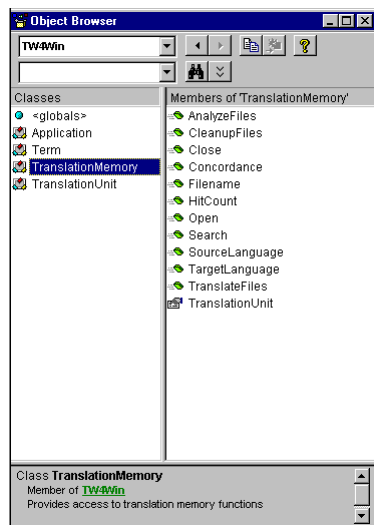 Object Browser
TW4Win
Classes
Members of 'TranslationMemory'
<globals>
Application
Term
TranslationMemory
TranslationUnit
AnalyzeFiles
CleanupFiles
Close
Concordance
Filename
HitCount
Open
Search
SourceLanguage
TargetLanguage
TranslateFiles
TranslationUnit
Class TranslationMemory
Member of TW4Win
Provides access to translation memory functions